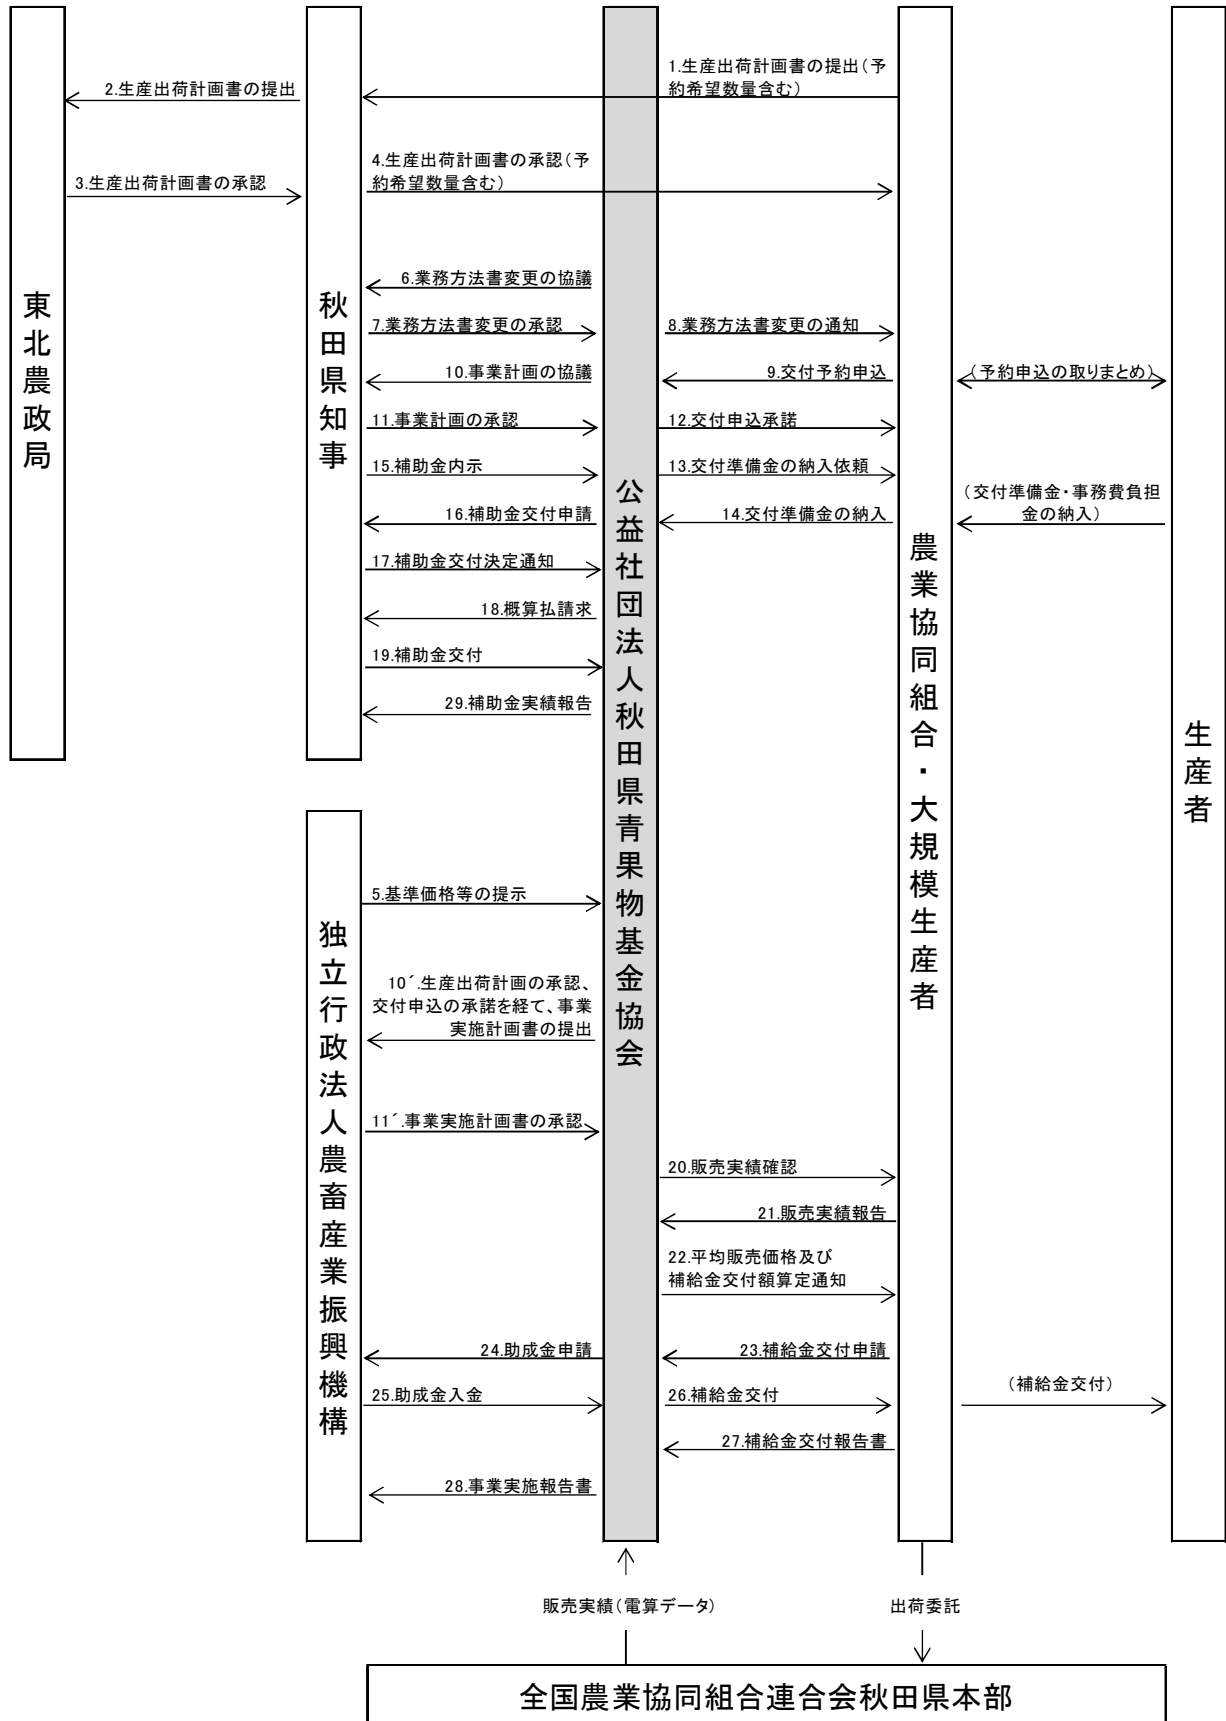 1.生産出荷計画書の提出(予
約希望数量含む)
2.生産出荷計画書の提出
3.生産出荷計画書の承認
4.生産出荷計画書の承認(予
約希望数量含む)
6.業務方法書変更の協議
7.業務方法書変更の承認
8.業務方法書変更の通知
10.事業計画の協議
9.交付予約申込
(予約申込の取りまとめ)
11.事業計画の承認
12.交付申込承諾
15.補助金内示
13.交付準備金の納入依頼
(交付準備金・事務費負担
金の納入)
16.補助金交付申請
14.交付準備金の納入
17.補助金交付決定通知
18.概算払請求
19.補助金交付
29.補助金実績報告
東北農政局
秋田県知事
公益社団法人秋田県青果物基金協会
農業協同組合・大規模生産者
生産者
独立行政法人農畜産業振興機構
5.基準価格等の提示
10´.生産出荷計画の承認、
交付申込の承諾を経て、事業
実施計画書の提出
11´.事業実施計画書の承認
20.販売実績確認
21.販売実績報告
22.平均販売価格及び
補給金交付額算定通知
24.助成金申請
23.補給金交付申請
25.助成金入金
26.補給金交付
(補給金交付)
27.補給金交付報告書
28.事業実施報告書
販売実績(電算データ)
出荷委託
全国農業協同組合連合会秋田県本部